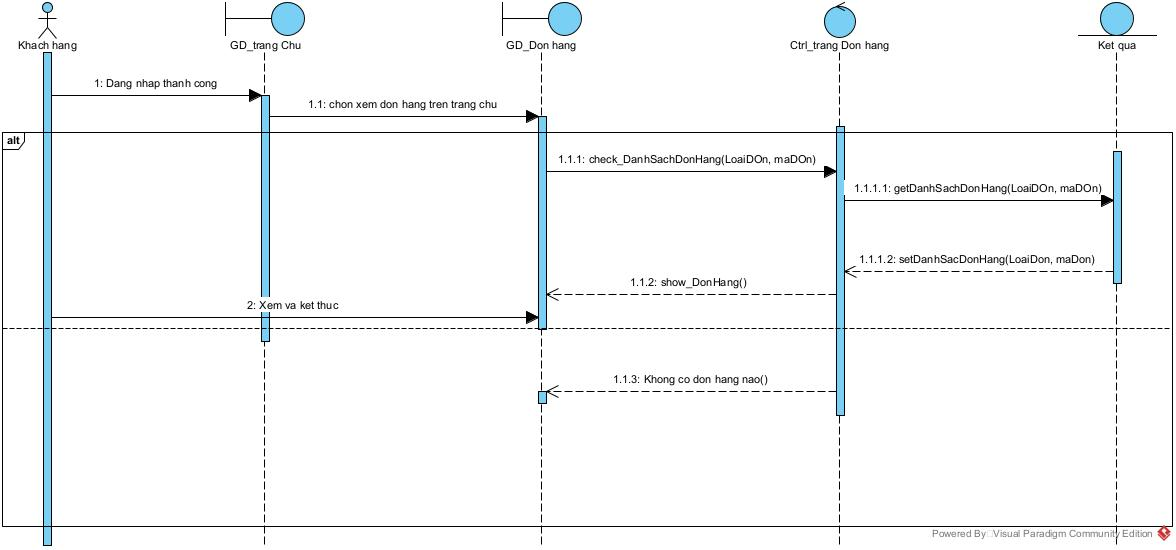 Khach hang
GD_trang Chu
GD_Don hang
Ctrl_trang Don hang
Ket qua
1: Dang nhap thanh cong
1.1: chon xem don hang tren trang chu
alt
1.1.1: check_DanhSachDonHang(LoaiDOn, maDOn)
1.1.1.1: getDanhSachDonHang(LoaiDOn, maDOn)
1.1.1.2: setDanhSacDonHang(LoaiDon, maDon)
1.1.2: show_DonHang()
2: Xem va ket thuc
1.1.3: Khong co don hang nao()
Powered By Visual Paradigm Community Edition